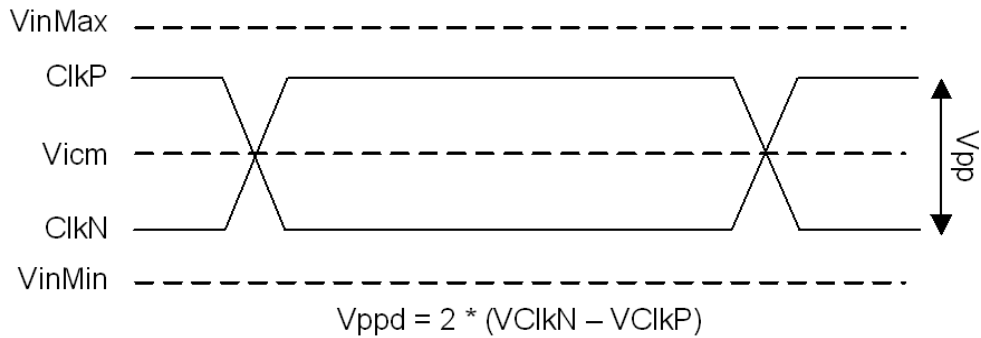 VinMax
ClkP
Vicm
ClkN
VinMin
Vpp
Vppd = 2 * (VClkN – VClkP)